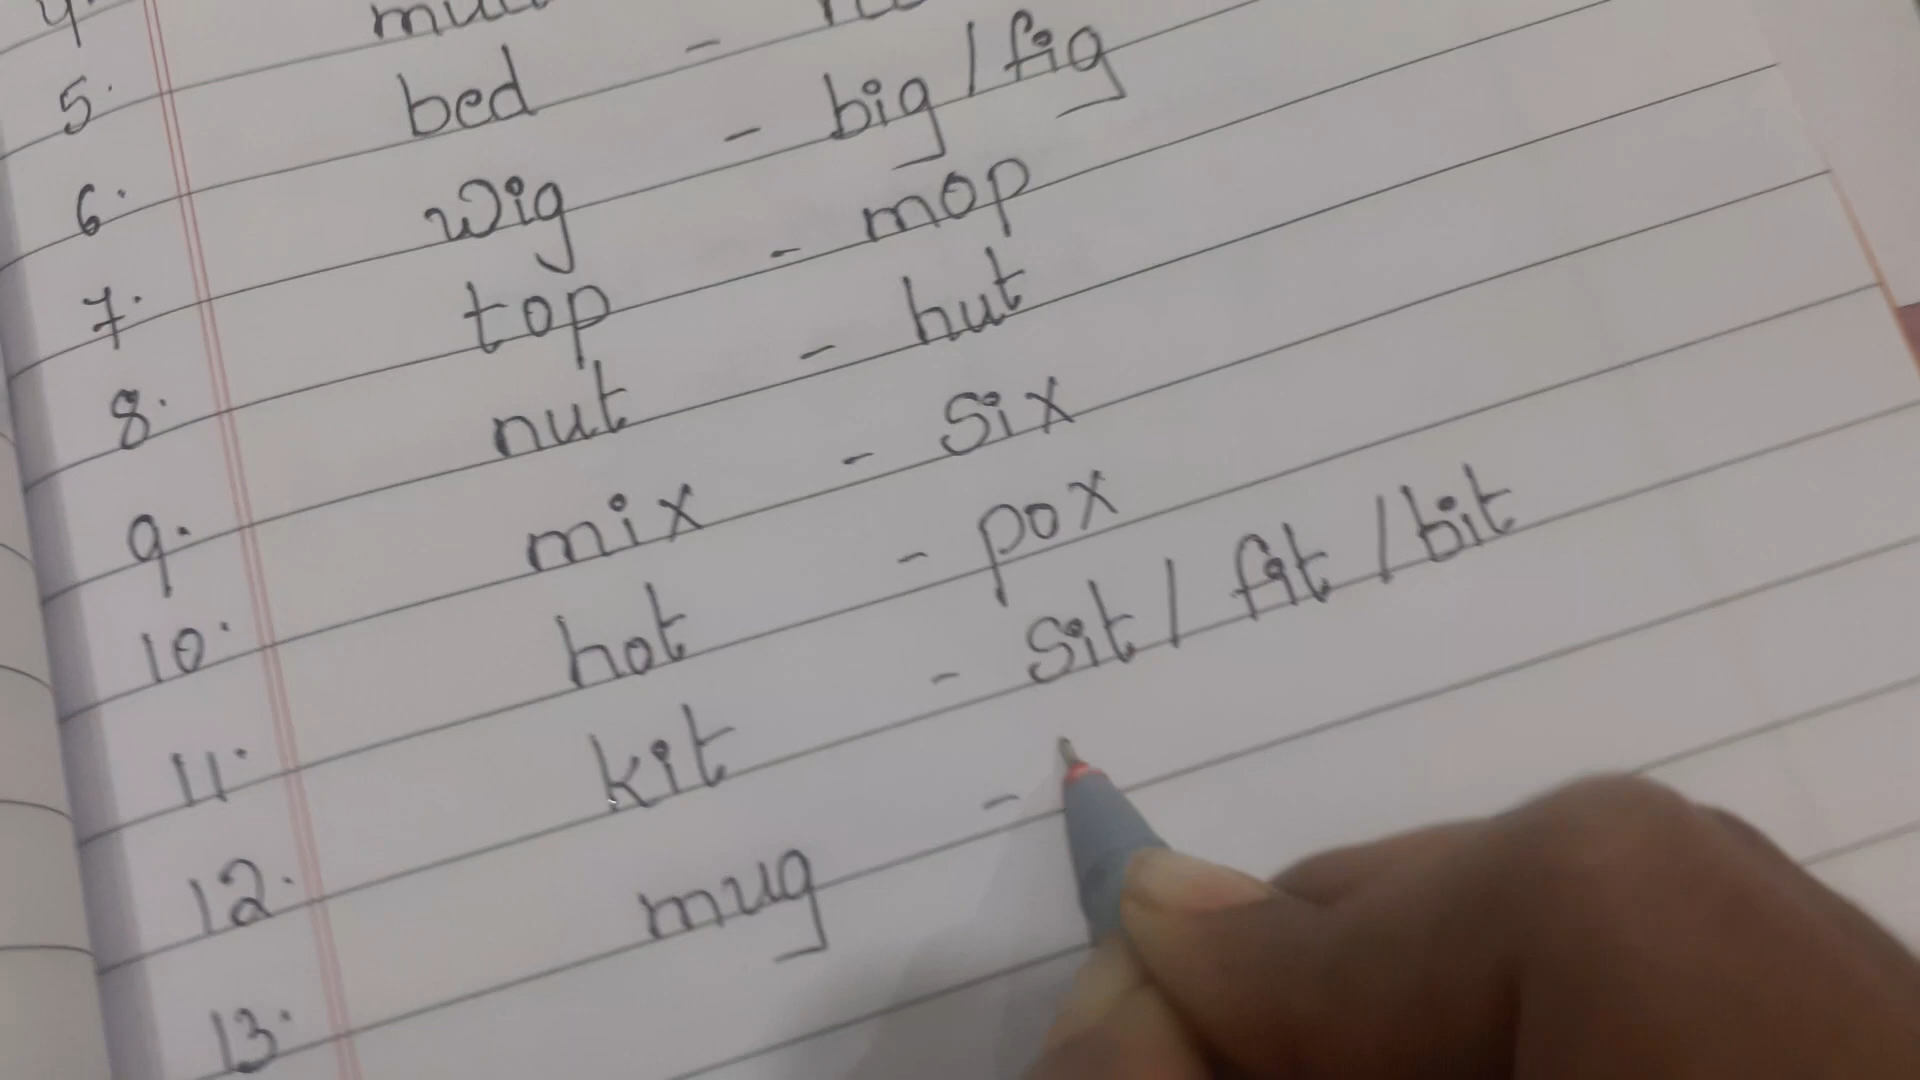 5.
6. bed -
7. wig - big / fig
8. top - mop
9. nut - hut
10. mix - six
11. hot - pox
12. kit - sit / fit / bit
13. mug -